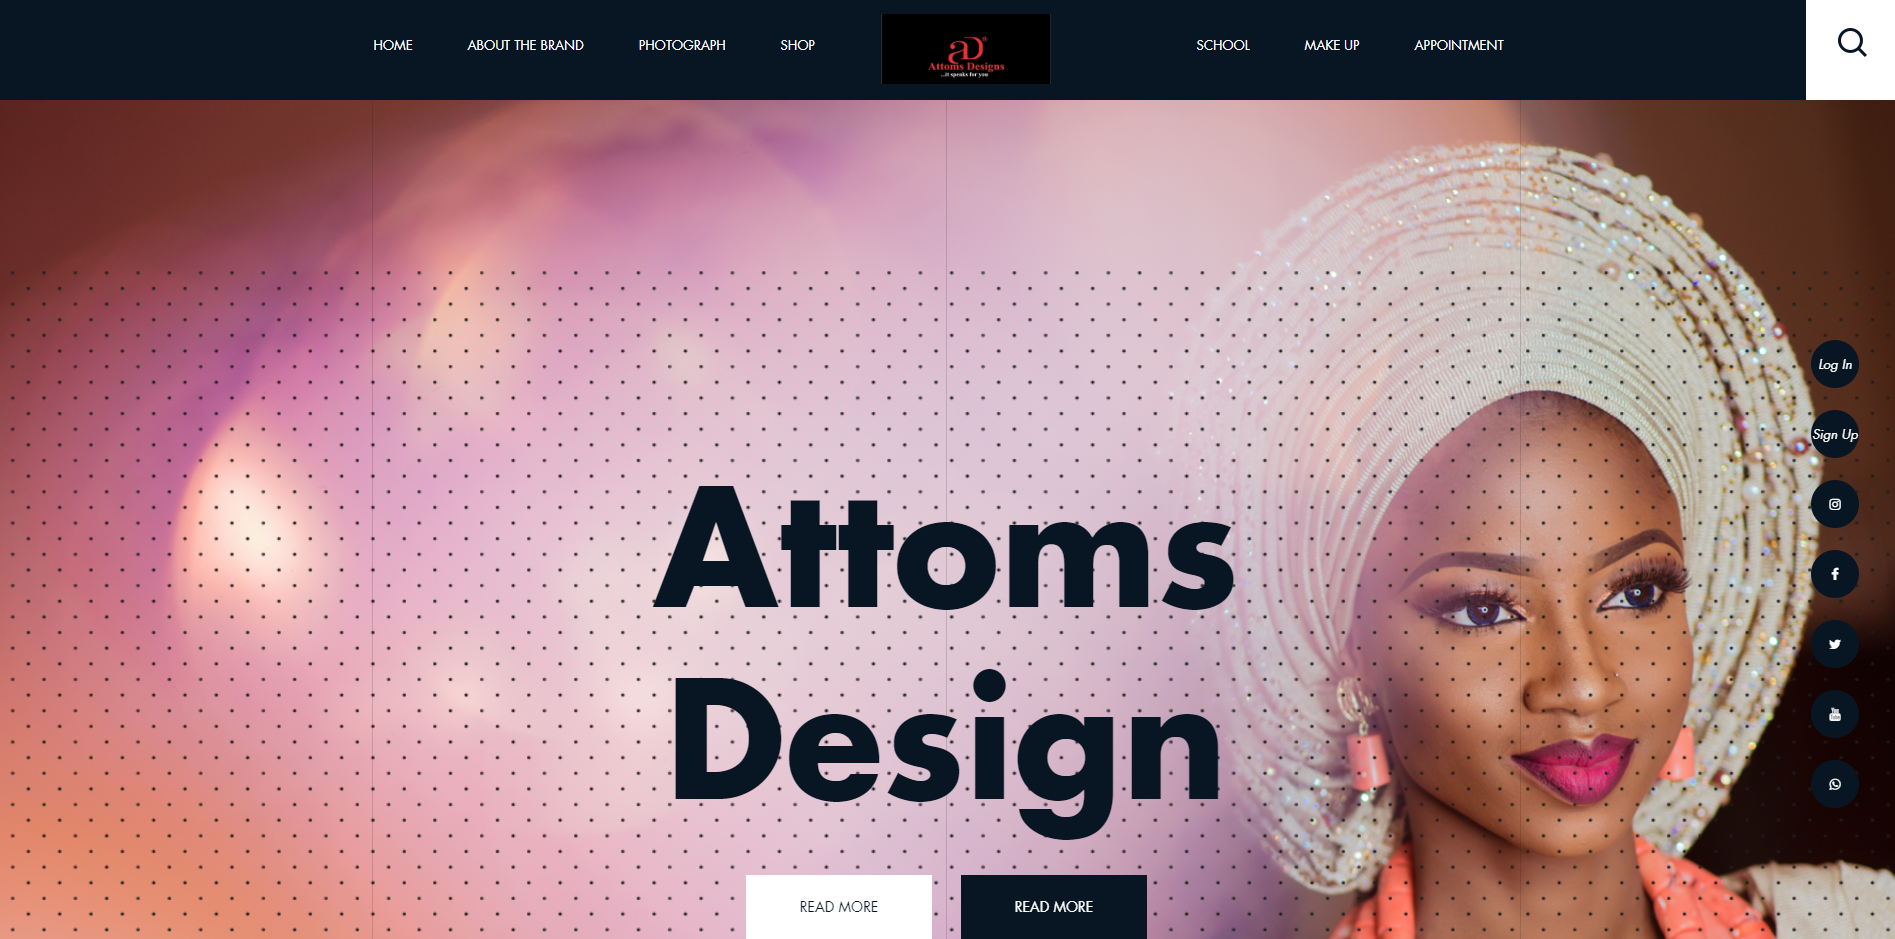 HOME
ABOUT THE BRAND
PHOTOGRAPH
SHOP
aD®
Attoms Designs
...it speaks for you
SCHOOL
MAKE UP
APPOINTMENT
Log In
Sign Up
Attoms
Design
READ MORE
READ MORE